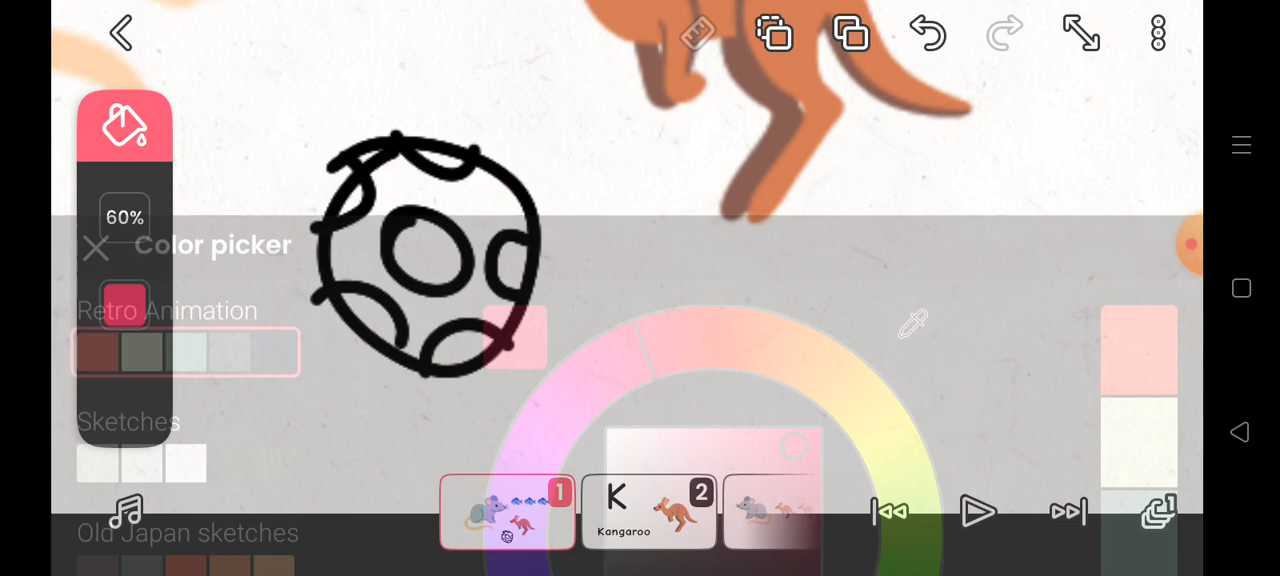 60%
Color picker
Retro Animation
Sketches
Old Japan sketches
1
K
2
Kangaroo
1